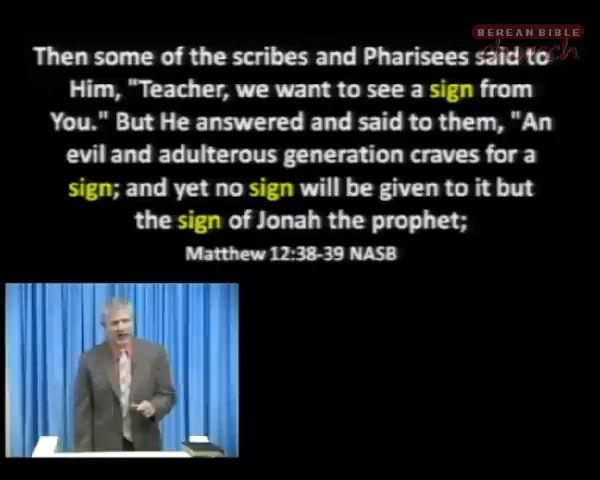 BEREAN BIBLE
church
Then some of the scribes and Pharisees said to
Him, "Teacher, we want to see a sign from
You." But He answered and said to them, "An
evil and adulterous generation craves for a
sign; and yet no sign will be given to it but
the sign of Jonah the prophet;
Matthew 12:38-39 NASB